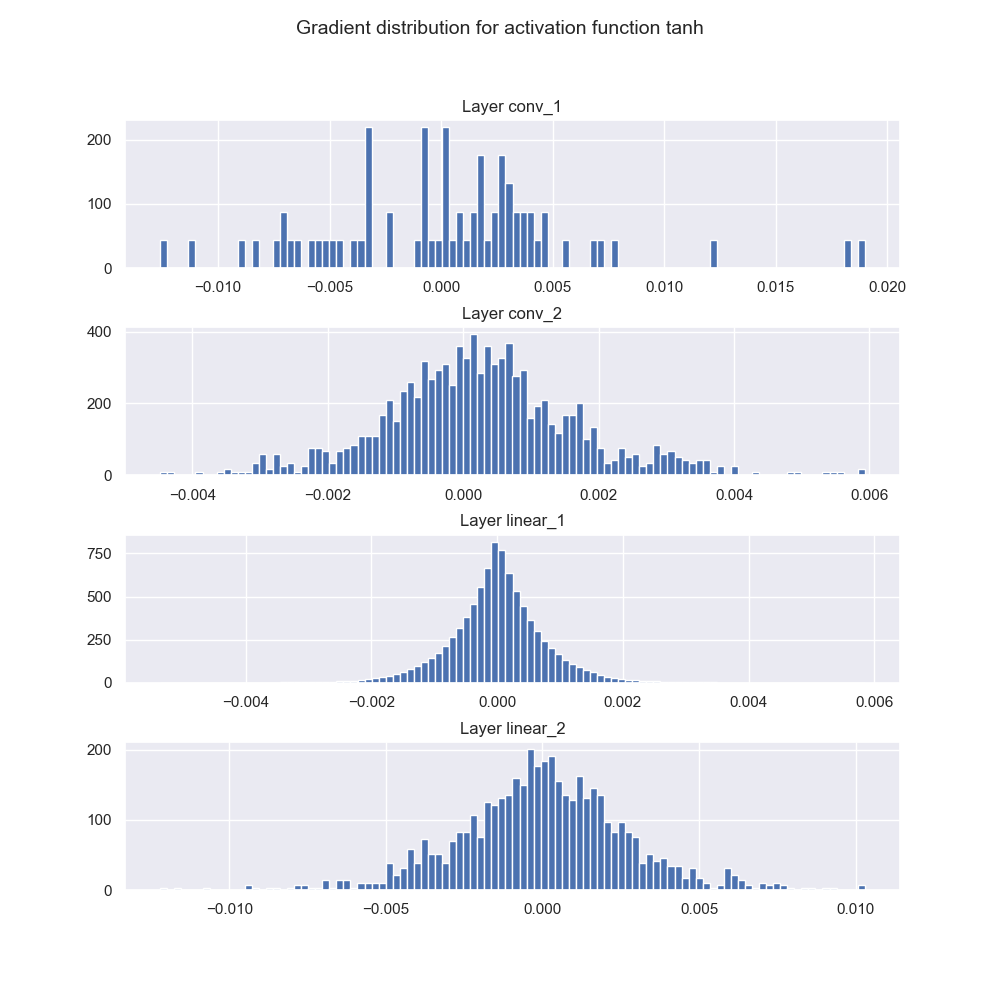 Gradient distribution for activation function tanh
Layer conv_1
200
100
0
−0.010 −0.005 0.000 0.005 0.010 0.015 0.020
Layer conv_2
400
200
0
−0.004 −0.002 0.000 0.002 0.004 0.006
Layer linear_1
750
500
250
0
−0.004 −0.002 0.000 0.002 0.004 0.006
Layer linear_2
200
100
0
−0.010 −0.005 0.000 0.005 0.010